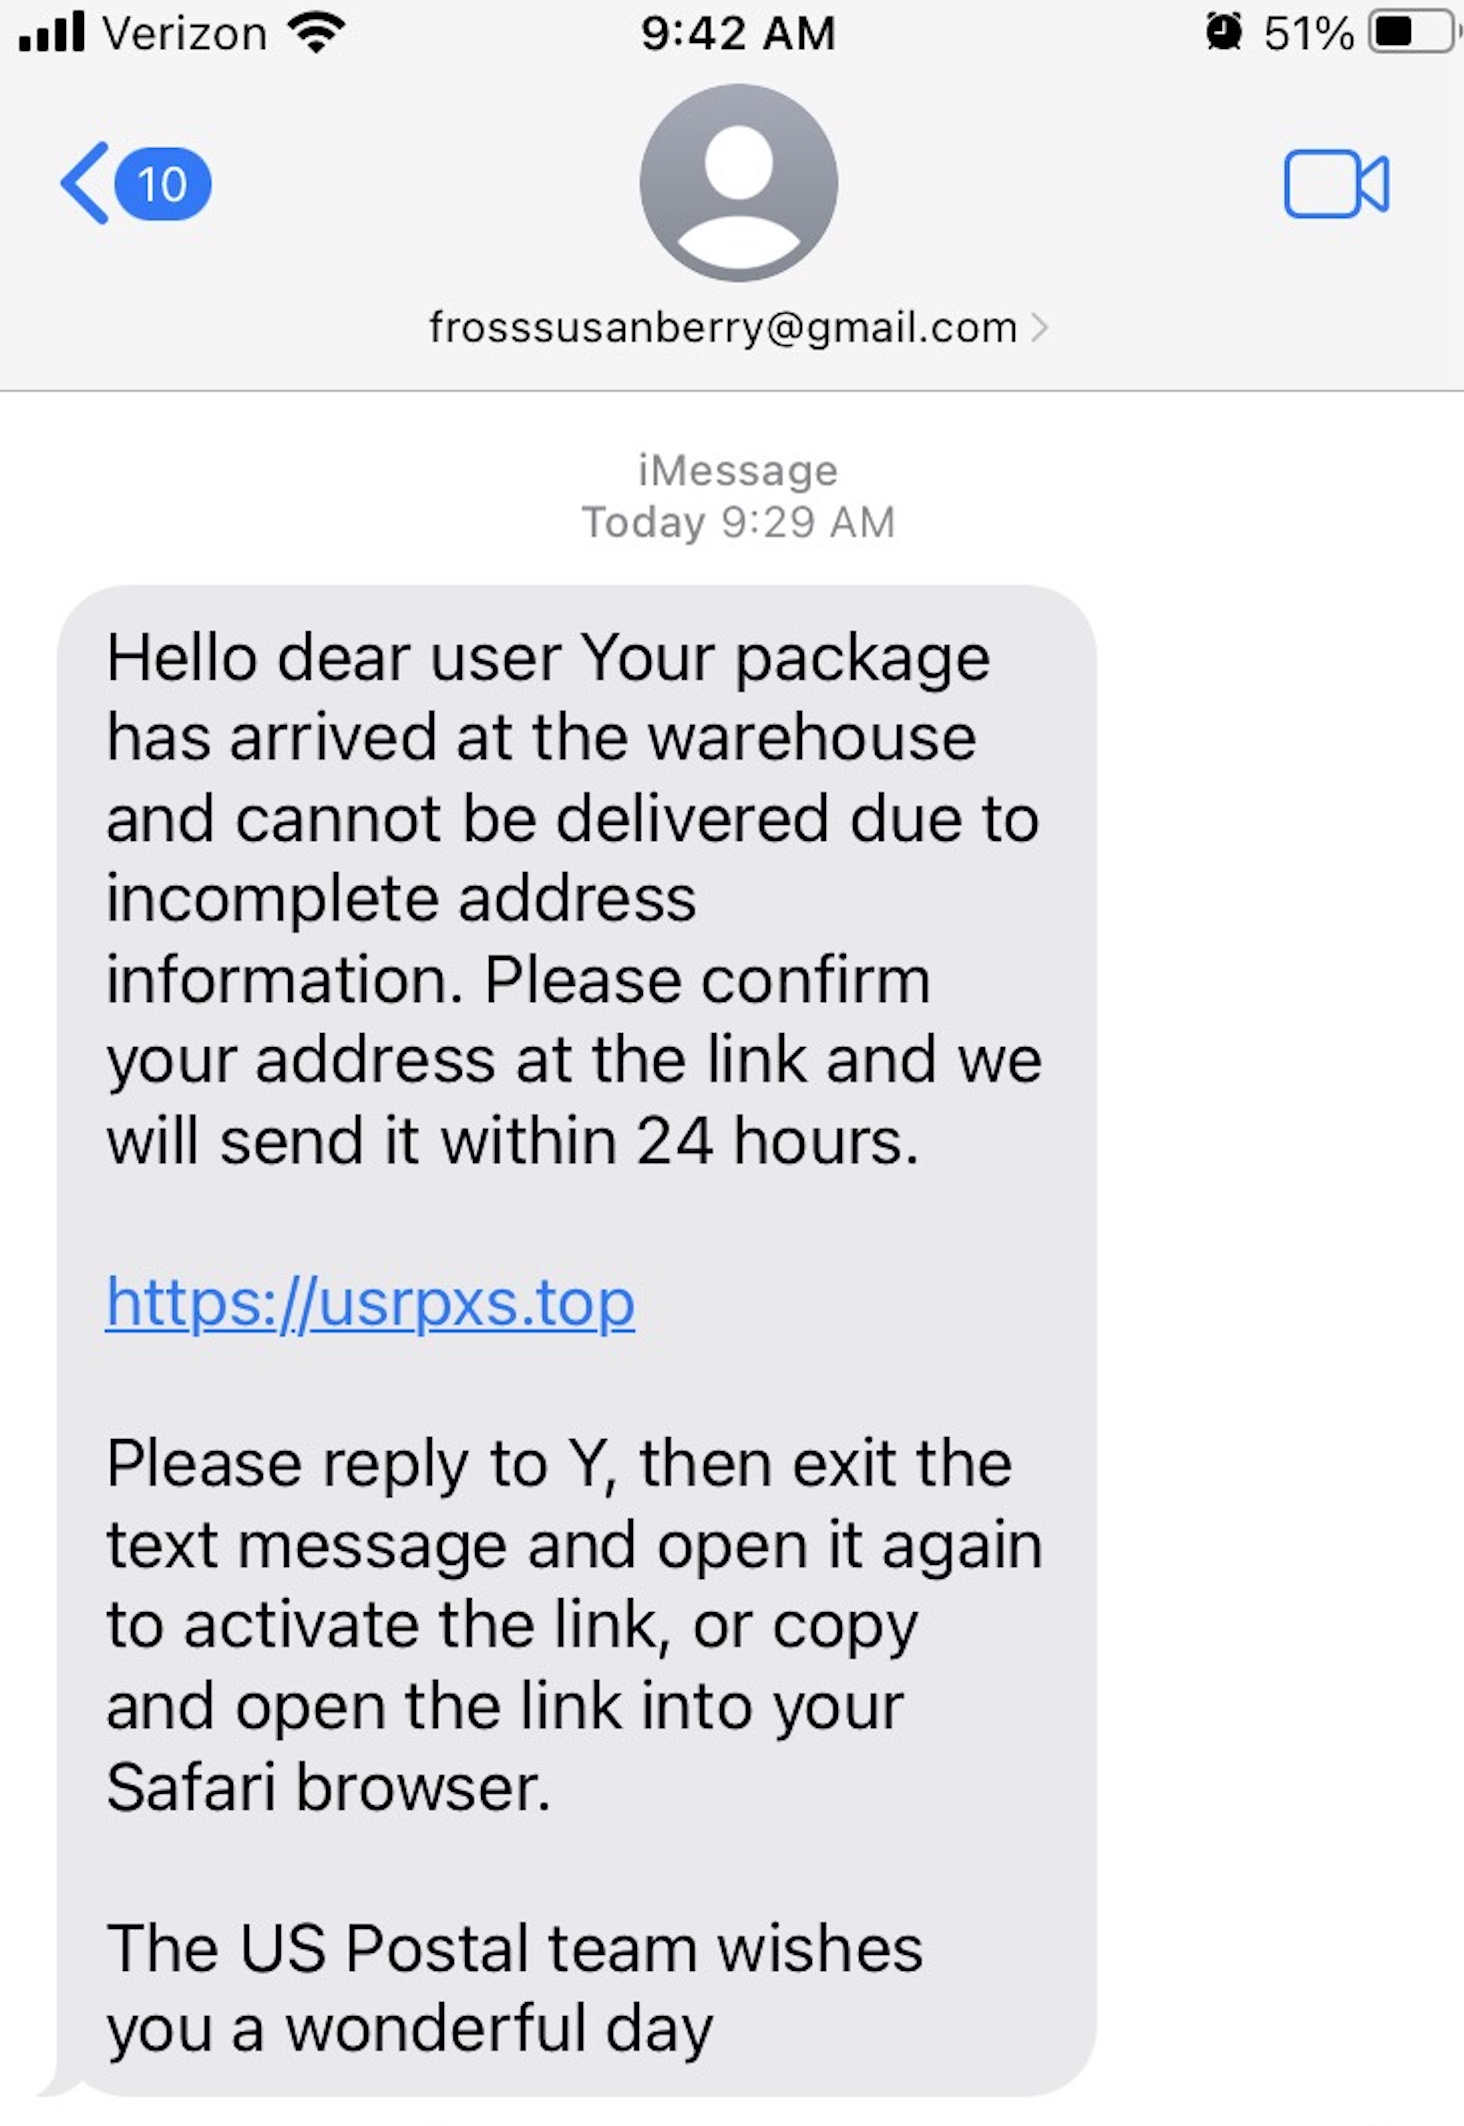 Verizon 9:42 AM 51%
10
frosssusanberry@gmail.com
iMessage
Today 9:29 AM
Hello dear user Your package
has arrived at the warehouse
and cannot be delivered due to
incomplete address
information. Please confirm
your address at the link and we
will send it within 24 hours.
https://usrpxs.top
Please reply to Y, then exit the
text message and open it again
to activate the link, or copy
and open the link into your
Safari browser.
The US Postal team wishes
you a wonderful day